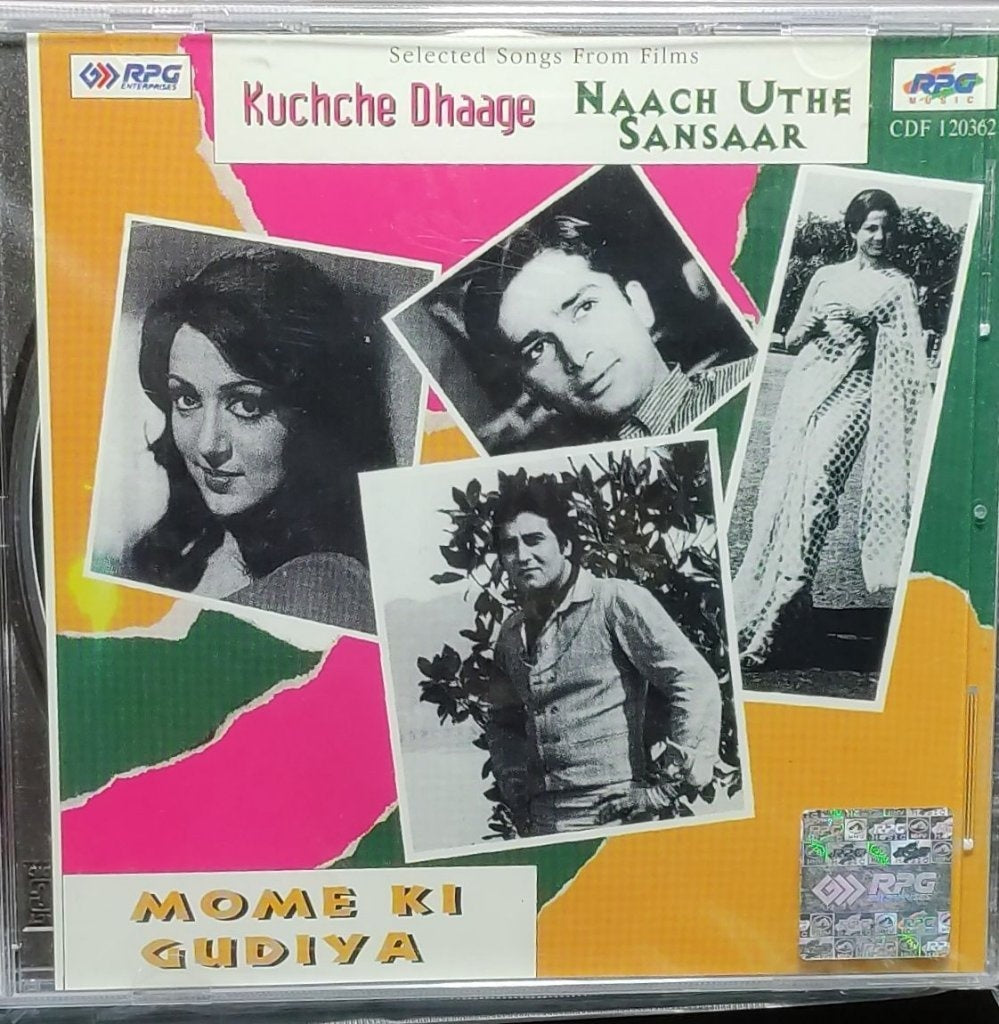 Selected Songs From Films
RPG
ENTERPRISES
Kuchche Dhaage
NAACH UTHE
SANSAAR
RPG
MUSIC
CDF 120362
MOME KI
GUDIYA
RPG
ENTERPRISES